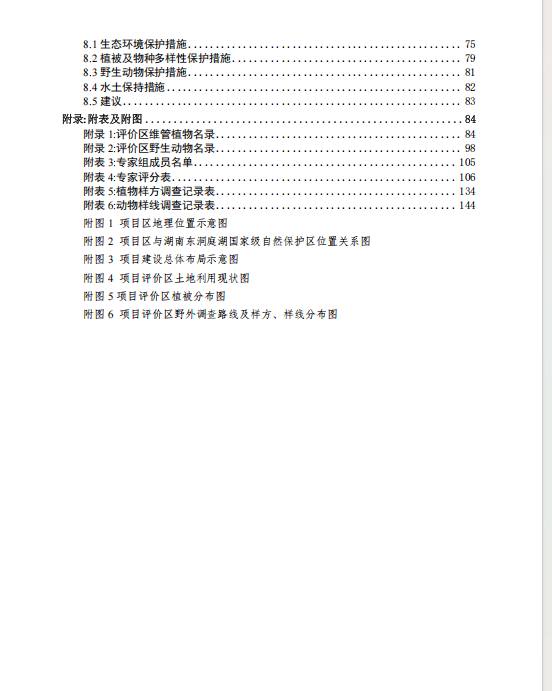 8.1 生态环境保护措施................................................ 75
8.2 植被及物种多样性保护措施........................................ 79
8.3 野生动物保护措施................................................ 81
8.4 水土保持措施.................................................... 82
8.5 建议............................................................ 83
附录:附表及附图..................................................... 84
附录 1:评价区维管植物名录........................................... 84
附录 2:评价区野生动物名录........................................... 98
附表 3:专家组成员名单.............................................. 105
附表 4:专家评分表.................................................. 106
附表 5:植物样方调查记录表.......................................... 134
附表 6:动物样线调查记录表.......................................... 144
附图 1 项目区地理位置示意图
附图 2 项目区与湖南东洞庭湖国家级自然保护区位置关系图
附图 3 项目建设总体布局示意图
附图 4 项目评价区土地利用现状图
附图 5 项目评价区植被分布图
附图 6 项目评价区野外调查路线及样方、样线分布图